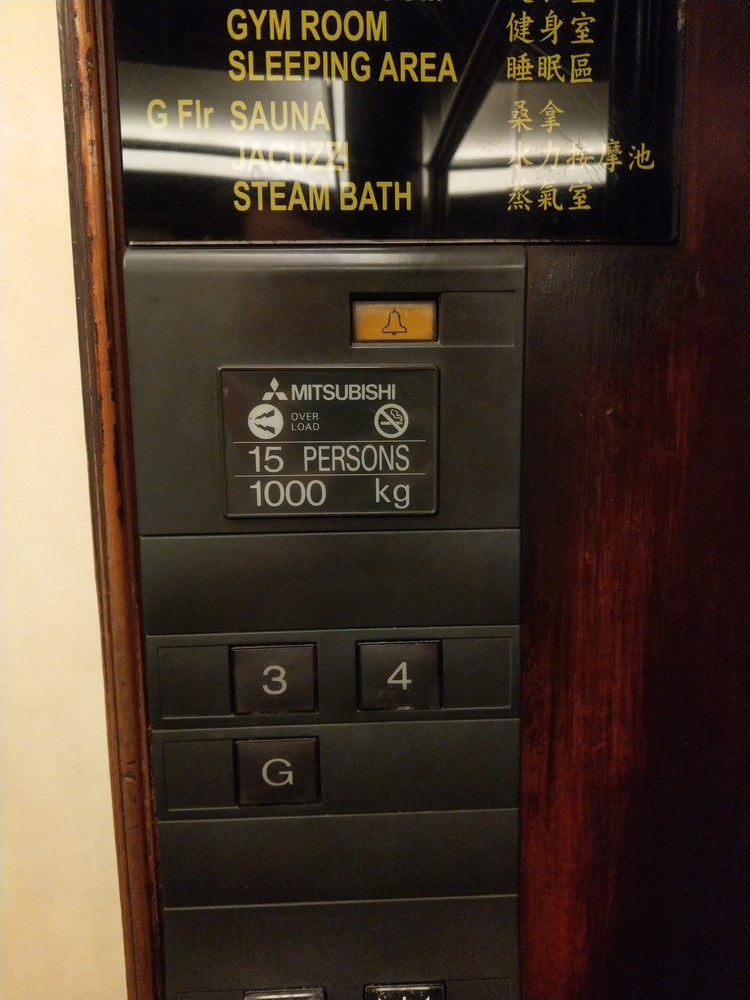 GYM ROOM 健身室
SLEEPING AREA 睡眠區
G Flr SAUNA 桑拿
JACUZZI 水力按摩池
STEAM BATH 蒸氣室
MITSUBISHI
OVER
LOAD
15 PERSONS
1000 kg
3 4
G